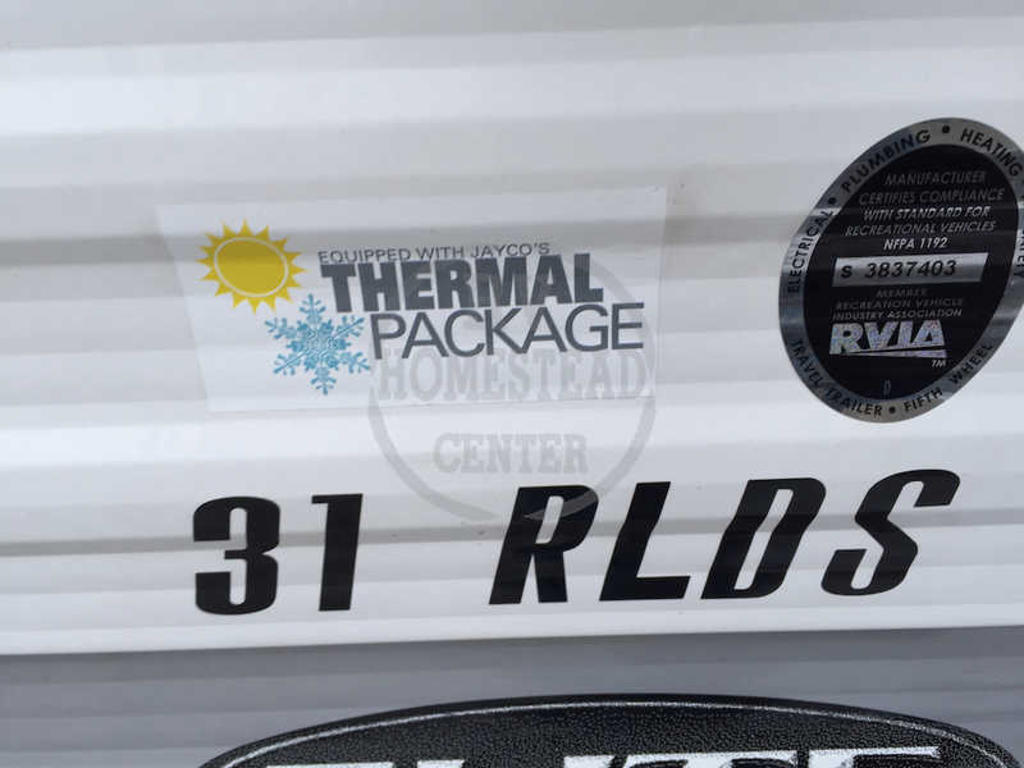 EQUIPPED WITH JAYCO'S
THERMAL
PACKAGE
HOMESTEAD
CENTER
ELECTRICAL • PLUMBING • HEATING
MANUFACTURER
CERTIFIES COMPLIANCE
WITH STANDARD FOR
RECREATIONAL VEHICLES
NFPA 1192
S 3837403
MEMBER
RECREATION VEHICLE
INDUSTRY ASSOCIATION
RVIA
TM
TRAVEL TRAILER • FIFTH WHEEL
31 RLDS